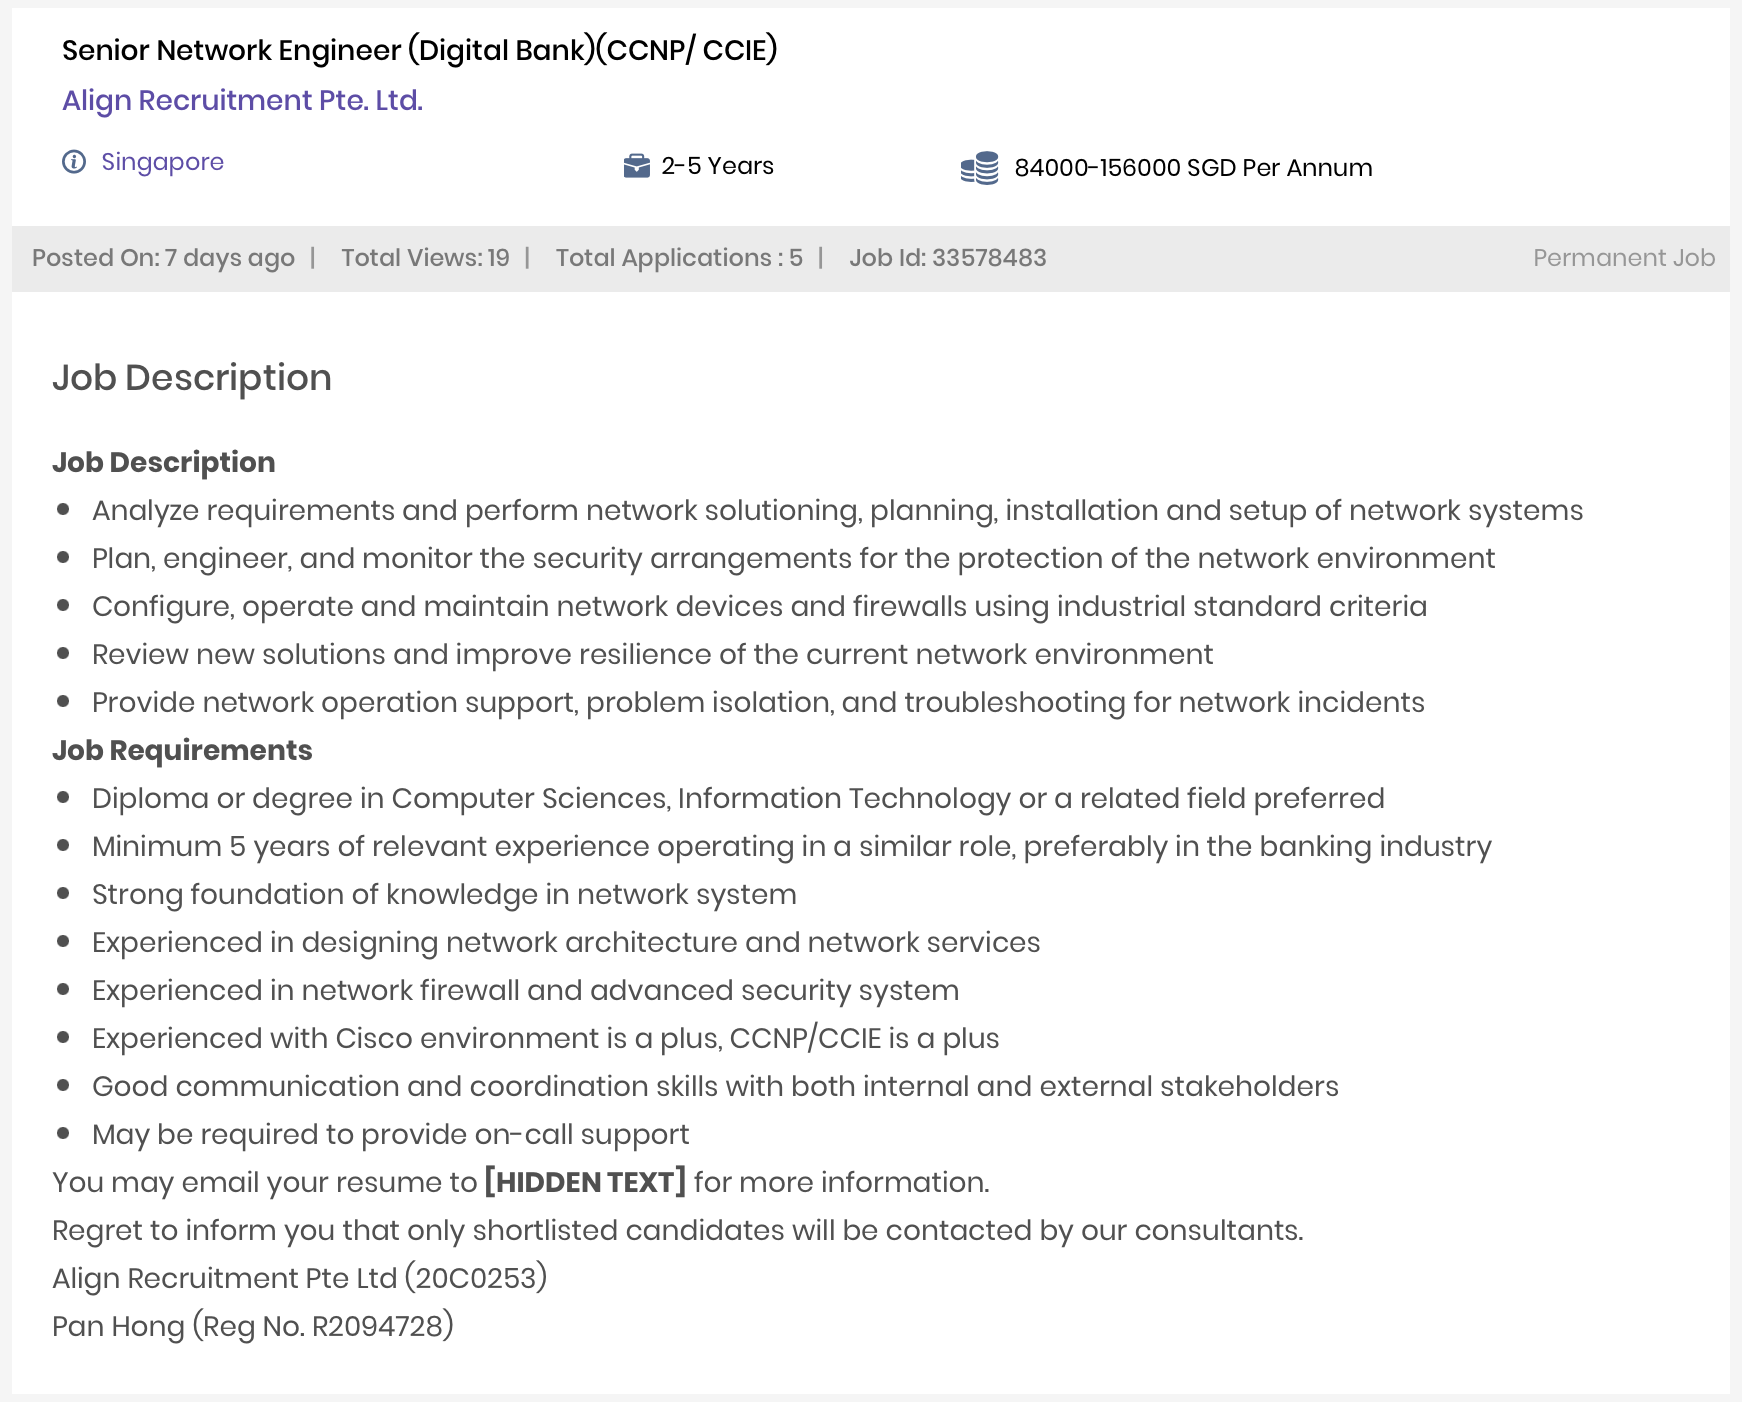 Senior Network Engineer (Digital Bank)(CCNP/ CCIE)
Align Recruitment Pte. Ltd.
Singapore 2-5 Years 84000-156000 SGD Per Annum
Posted On: 7 days ago | Total Views: 19 | Total Applications : 5 | Job Id: 33578483 Permanent Job
Job Description
Job Description
• Analyze requirements and perform network solutioning, planning, installation and setup of network systems
• Plan, engineer, and monitor the security arrangements for the protection of the network environment
• Configure, operate and maintain network devices and firewalls using industrial standard criteria
• Review new solutions and improve resilience of the current network environment
• Provide network operation support, problem isolation, and troubleshooting for network incidents
Job Requirements
• Diploma or degree in Computer Sciences, Information Technology or a related field preferred
• Minimum 5 years of relevant experience operating in a similar role, preferably in the banking industry
• Strong foundation of knowledge in network system
• Experienced in designing network architecture and network services
• Experienced in network firewall and advanced security system
• Experienced with Cisco environment is a plus, CCNP/CCIE is a plus
• Good communication and coordination skills with both internal and external stakeholders
• May be required to provide on-call support
You may email your resume to [HIDDEN TEXT] for more information.
Regret to inform you that only shortlisted candidates will be contacted by our consultants.
Align Recruitment Pte Ltd (20C0253)
Pan Hong (Reg No. R2094728)